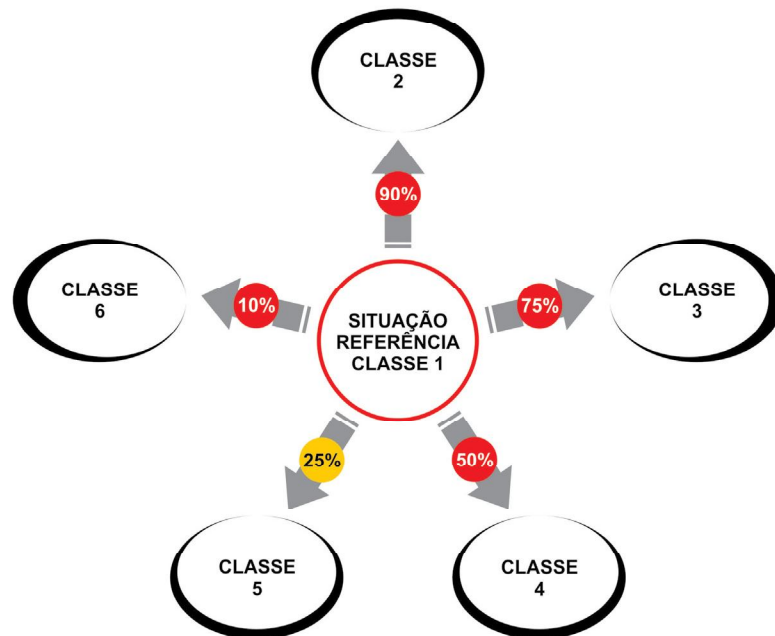 CLASSE
2
90%
CLASSE
6
10%
75%
CLASSE
3
SITUAÇÃO
REFERÊNCIA
CLASSE 1
25%
50%
CLASSE
5
CLASSE
4